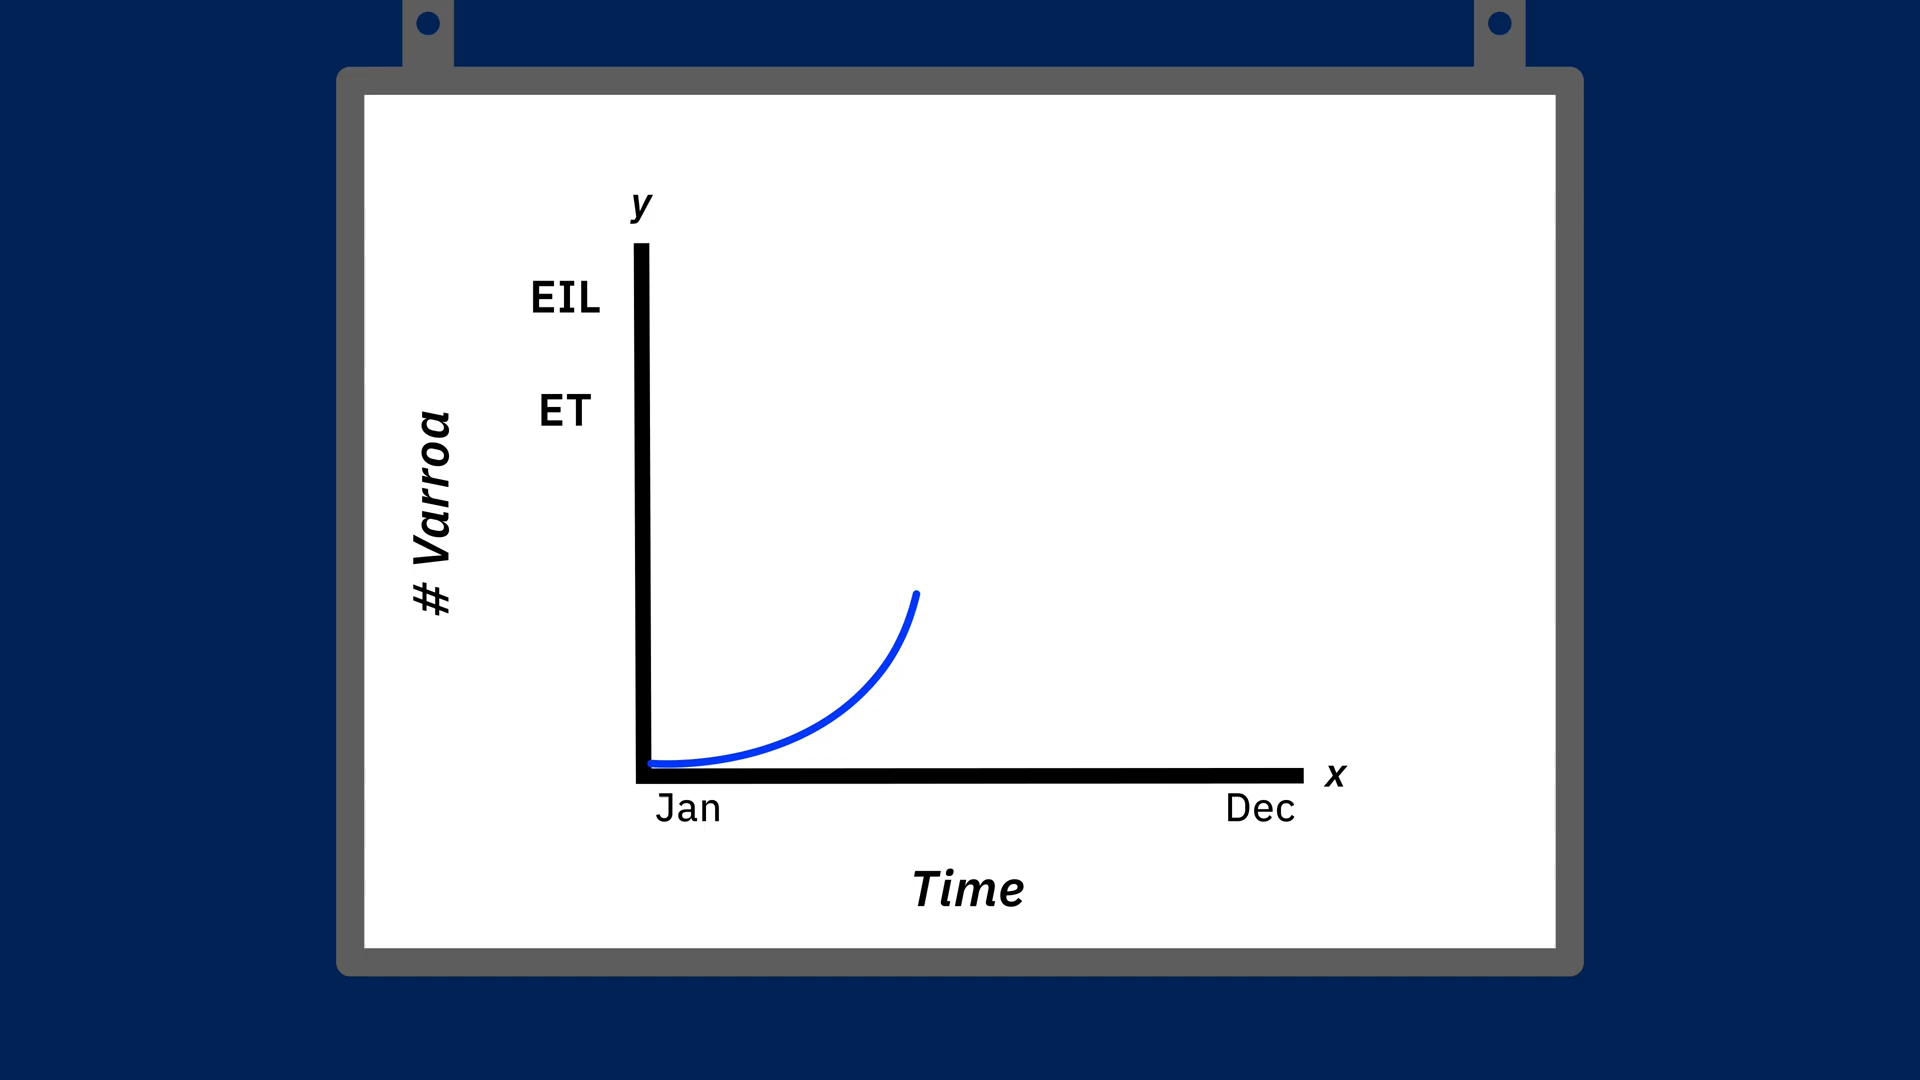 y
EIL
ET
# Varroa
x
Jan
Dec
Time